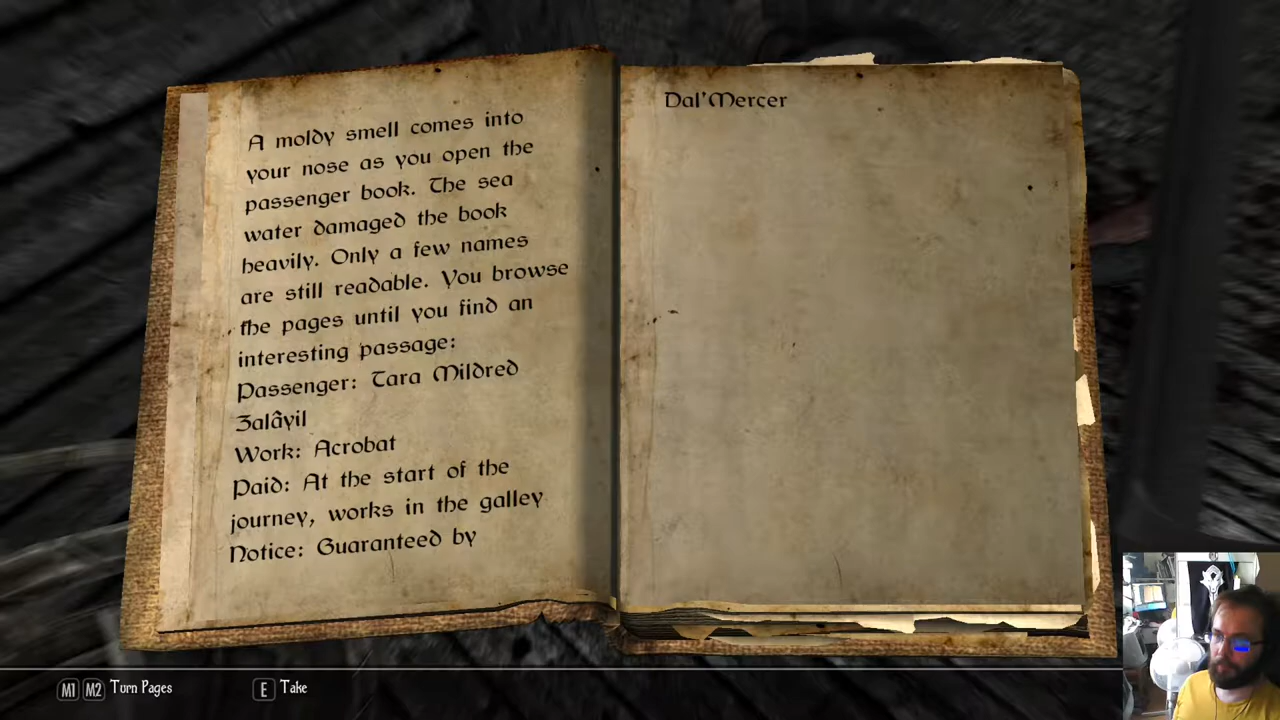 A moldy smell comes into
your nose as you open the
passenger book. The sea
water damaged the book
heavily. Only a few names
are still readable. You browse
the pages until you find an
interesting passage:
Passenger: Tara Mildred
Zalâyil
Work: Acrobat
Paid: At the start of the
journey, works in the galley
Notice: Guaranteed by
Dal'Mercer
M1 M2 Turn Pages
E Take